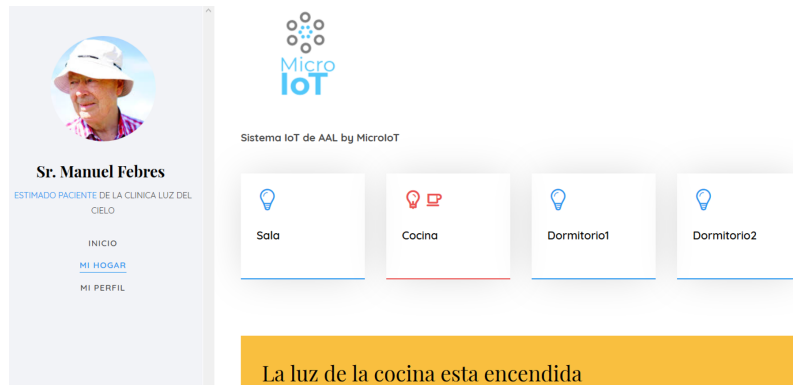 Micro
IoT
Sr. Manuel Febres
ESTIMADO PACIENTE DE LA CLINICA LUZ DEL
CIELO
INICIO
MI HOGAR
MI PERFIL
Sistema IoT de AAL by MicroIoT
Sala
Cocina
Dormitorio1
Dormitorio2
La luz de la cocina esta encendida